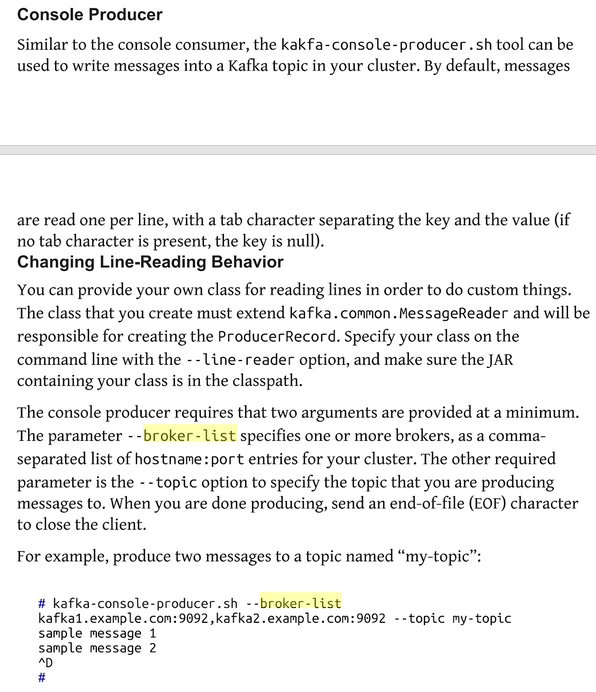 Console Producer
Similar to the console consumer, the kakfa-console-producer.sh tool can be
used to write messages into a Kafka topic in your cluster. By default, messages
are read one per line, with a tab character separating the key and the value (if
no tab character is present, the key is null).
Changing Line-Reading Behavior
You can provide your own class for reading lines in order to do custom things.
The class that you create must extend kafka.common.MessageReader and will be
responsible for creating the ProducerRecord. Specify your class on the
command line with the --line-reader option, and make sure the JAR
containing your class is in the classpath.
The console producer requires that two arguments are provided at a minimum.
The parameter --broker-list specifies one or more brokers, as a comma-
separated list of hostname:port entries for your cluster. The other required
parameter is the --topic option to specify the topic that you are producing
messages to. When you are done producing, send an end-of-file (EOF) character
to close the client.
For example, produce two messages to a topic named “my-topic”:
# kafka-console-producer.sh --broker-list
kafka1.example.com:9092,kafka2.example.com:9092 --topic my-topic
sample message 1
sample message 2
^D
#